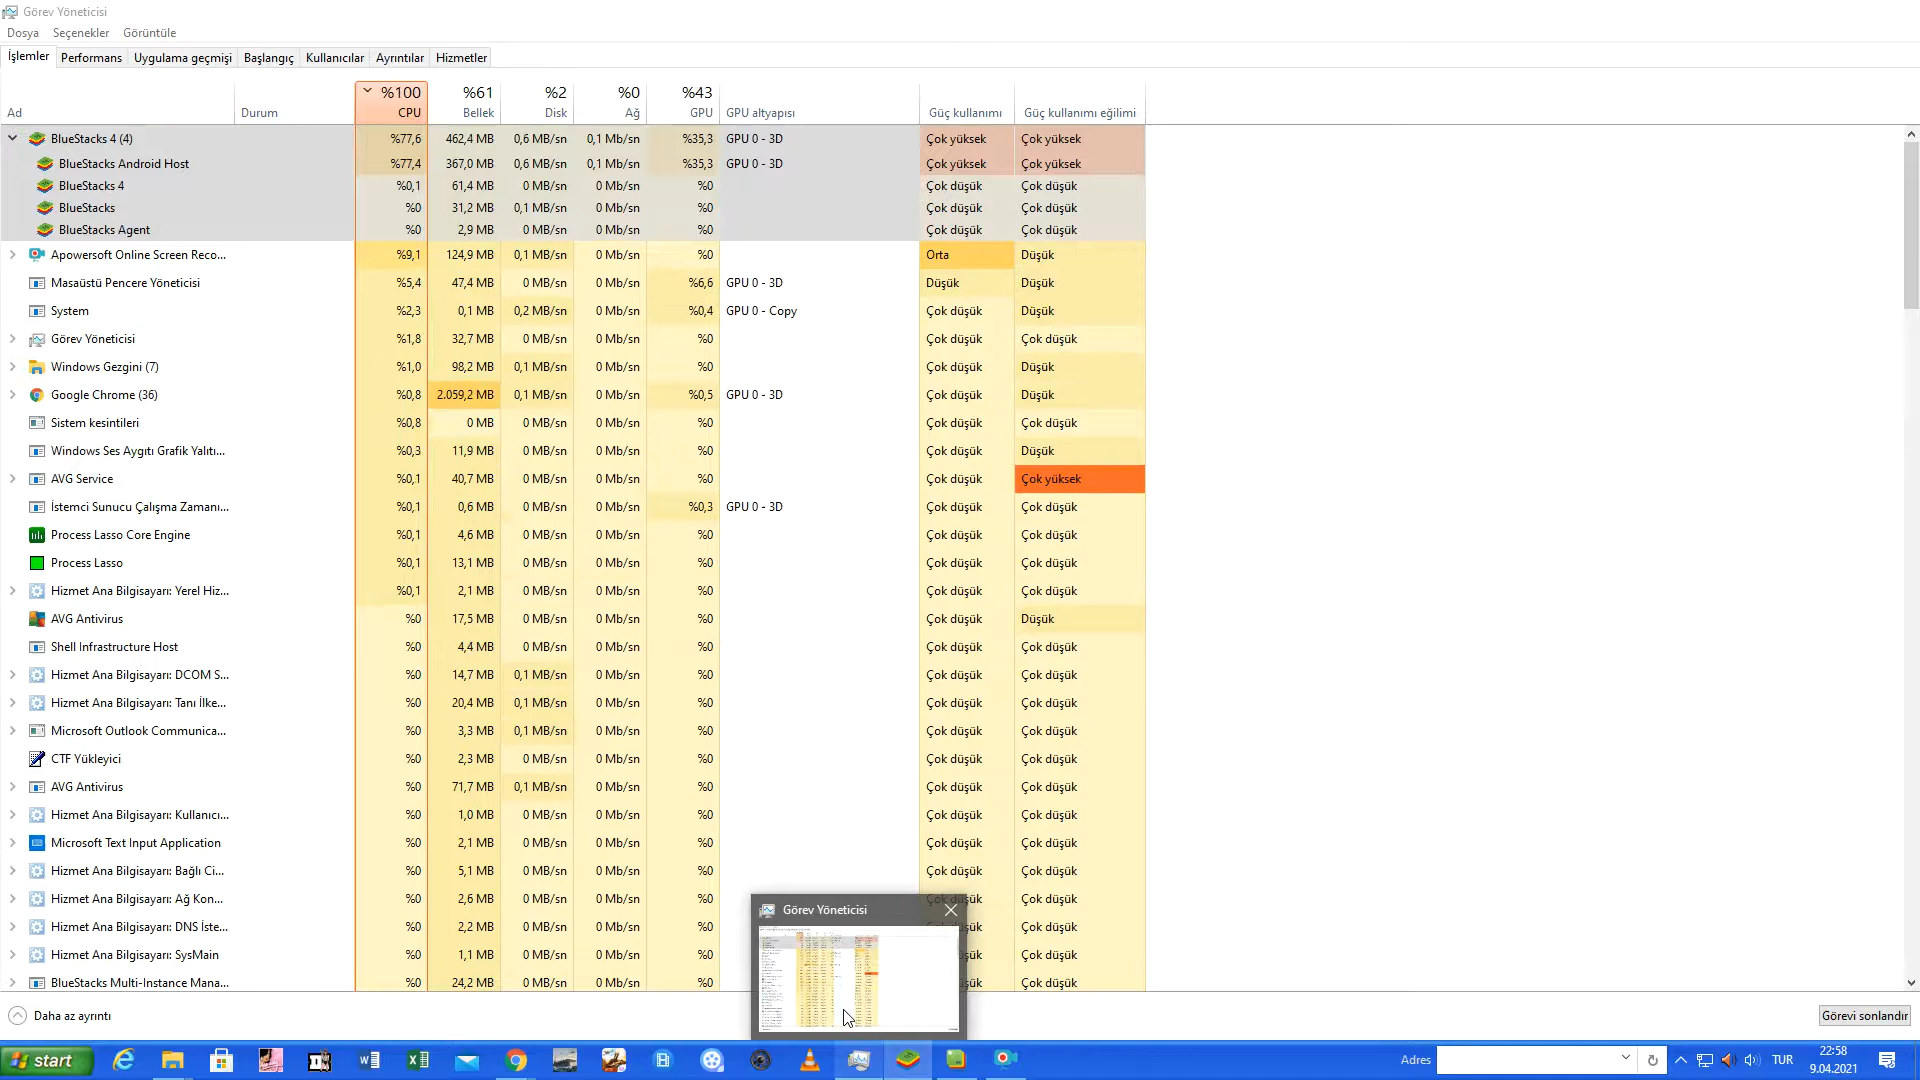 Görev Yöneticisi
Dosya Seçenekler Görüntüle
İşlemler Performans Uygulama geçmişi Başlangıç Kullanıcılar Ayrıntılar Hizmetler
%100 %61 %2 %0 %43
Ad Durum CPU Bellek Disk Ağ GPU GPU altyapısı Güç kullanımı Güç kullanımı eğilimi
BlueStacks 4 (4) %77,6 462,4 MB 0,6 MB/sn 0,1 Mb/sn %35,3 GPU 0 - 3D Çok yüksek Çok yüksek
BlueStacks Android Host %77,4 367,0 MB 0,6 MB/sn 0,1 Mb/sn %35,3 GPU 0 - 3D Çok yüksek Çok yüksek
BlueStacks 4 %0,1 61,4 MB 0 MB/sn 0 Mb/sn %0 Çok düşük Çok düşük
BlueStacks %0 31,2 MB 0,1 MB/sn 0 Mb/sn %0 Çok düşük Çok düşük
BlueStacks Agent %0 2,9 MB 0 MB/sn 0 Mb/sn %0 Çok düşük Çok düşük
Apowersoft Online Screen Reco... %9,1 124,9 MB 0,1 MB/sn 0 Mb/sn %0 Orta Düşük
Masaüstü Pencere Yöneticisi %5,4 47,4 MB 0 MB/sn 0 Mb/sn %6,6 GPU 0 - 3D Düşük Düşük
System %2,3 0,1 MB 0,2 MB/sn 0 Mb/sn %0,4 GPU 0 - Copy Çok düşük Düşük
Görev Yöneticisi %1,8 32,7 MB 0 MB/sn 0 Mb/sn %0 Çok düşük Çok düşük
Windows Gezgini (7) %1,0 98,2 MB 0,1 MB/sn 0 Mb/sn %0 Çok düşük Düşük
Google Chrome (36) %0,8 2.059,2 MB 0,1 MB/sn 0 Mb/sn %0,5 GPU 0 - 3D Çok düşük Düşük
Sistem kesintileri %0,8 0 MB 0 MB/sn 0 Mb/sn %0 Çok düşük Çok düşük
Windows Ses Aygıtı Grafik Yalıtı... %0,3 11,9 MB 0 MB/sn 0 Mb/sn %0 Çok düşük Düşük
AVG Service %0,1 40,7 MB 0 MB/sn 0 Mb/sn %0 Çok düşük Çok yüksek
İstemci Sunucu Çalışma Zamanı... %0,1 0,6 MB 0 MB/sn 0 Mb/sn %0,3 GPU 0 - 3D Çok düşük Çok düşük
Process Lasso Core Engine %0,1 4,6 MB 0 MB/sn 0 Mb/sn %0 Çok düşük Çok düşük
Process Lasso %0,1 13,1 MB 0 MB/sn 0 Mb/sn %0 Çok düşük Çok düşük
Hizmet Ana Bilgisayarı: Yerel Hiz... %0,1 2,1 MB 0 MB/sn 0 Mb/sn %0 Çok düşük Çok düşük
AVG Antivirus %0 17,5 MB 0 MB/sn 0 Mb/sn %0 Çok düşük Düşük
Shell Infrastructure Host %0 4,4 MB 0 MB/sn 0 Mb/sn %0 Çok düşük Çok düşük
Hizmet Ana Bilgisayarı: DCOM S... %0 14,7 MB 0,1 MB/sn 0 Mb/sn %0 Çok düşük Çok düşük
Hizmet Ana Bilgisayarı: Tanı İlke... %0 20,4 MB 0,1 MB/sn 0 Mb/sn %0 Çok düşük Çok düşük
Microsoft Outlook Communica... %0 3,3 MB 0,1 MB/sn 0 Mb/sn %0 Çok düşük Çok düşük
CTF Yükleyici %0 2,3 MB 0 MB/sn 0 Mb/sn %0 Çok düşük Çok düşük
AVG Antivirus %0 71,7 MB 0,1 MB/sn 0 Mb/sn %0 Çok düşük Çok düşük
Hizmet Ana Bilgisayarı: Kullanıcı... %0 1,0 MB 0 MB/sn 0 Mb/sn %0 Çok düşük Çok düşük
Microsoft Text Input Application %0 2,1 MB 0 MB/sn 0 Mb/sn %0 Çok düşük Çok düşük
Hizmet Ana Bilgisayarı: Bağlı Ci... %0 5,1 MB 0 MB/sn 0 Mb/sn %0 Çok düşük Çok düşük
Hizmet Ana Bilgisayarı: Ağ Kon... %0 2,6 MB 0 MB/sn 0 Mb/sn %0 düşük Çok düşük
Görev Yöneticisi
Hizmet Ana Bilgisayarı: DNS İste... %0 2,2 MB 0 MB/sn 0 Mb/sn %0 Çok düşük
Hizmet Ana Bilgisayarı: SysMain %0 1,1 MB 0 MB/sn 0 Mb/sn %0 Çok düşük
BlueStacks Multi-Instance Mana... %0 24,2 MB 0 MB/sn 0 Mb/sn %0 Çok düşük
Daha az ayrıntı Görevi sonlandır
start Adres TUR 22:58
9.04.2021